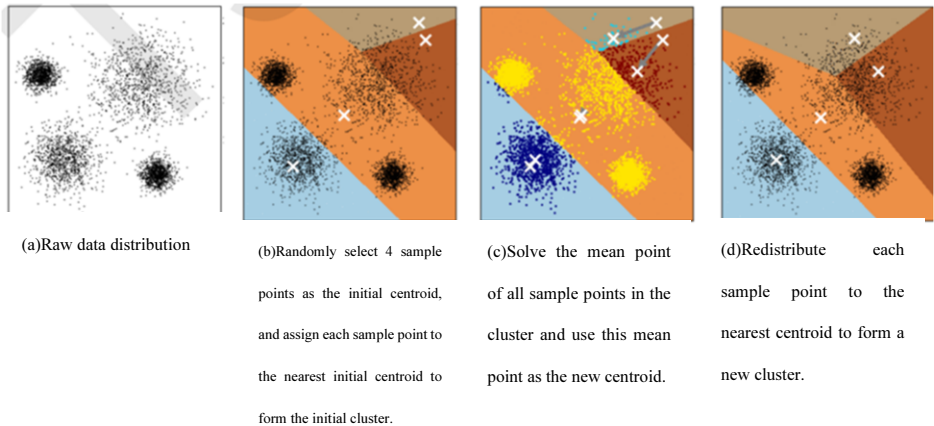 (a)Raw data distribution
(b)Randomly select 4 sample
points as the initial centroid,
and assign each sample point to
the nearest initial centroid to
form the initial cluster.
(c)Solve the mean point
of all sample points in the
cluster and use this mean
point as the new centroid.
(d)Redistribute each
sample point to the
nearest centroid to form a
new cluster.